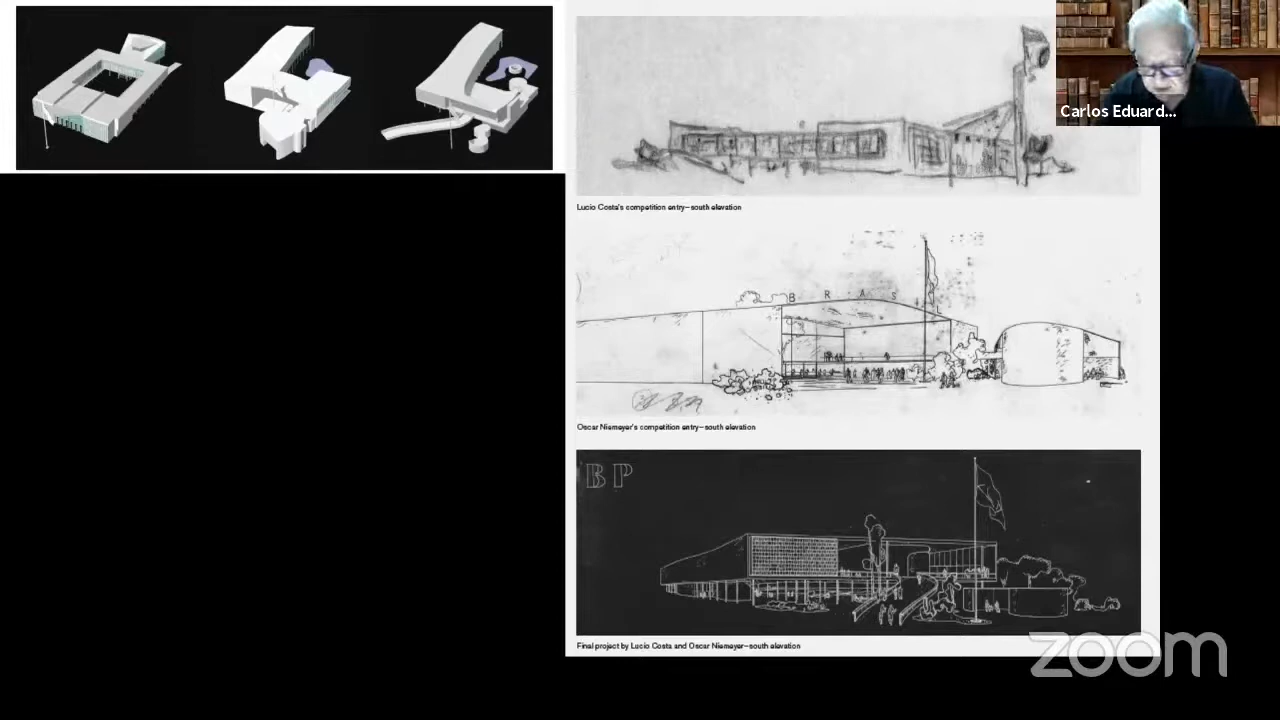 Carlos Eduard...
Lucio Costa's competition entry—south elevation
B R A S
Oscar Niemeyer's competition entry—south elevation
BP
Final project by Lucio Costa and Oscar Niemeyer—south elevation
zoom